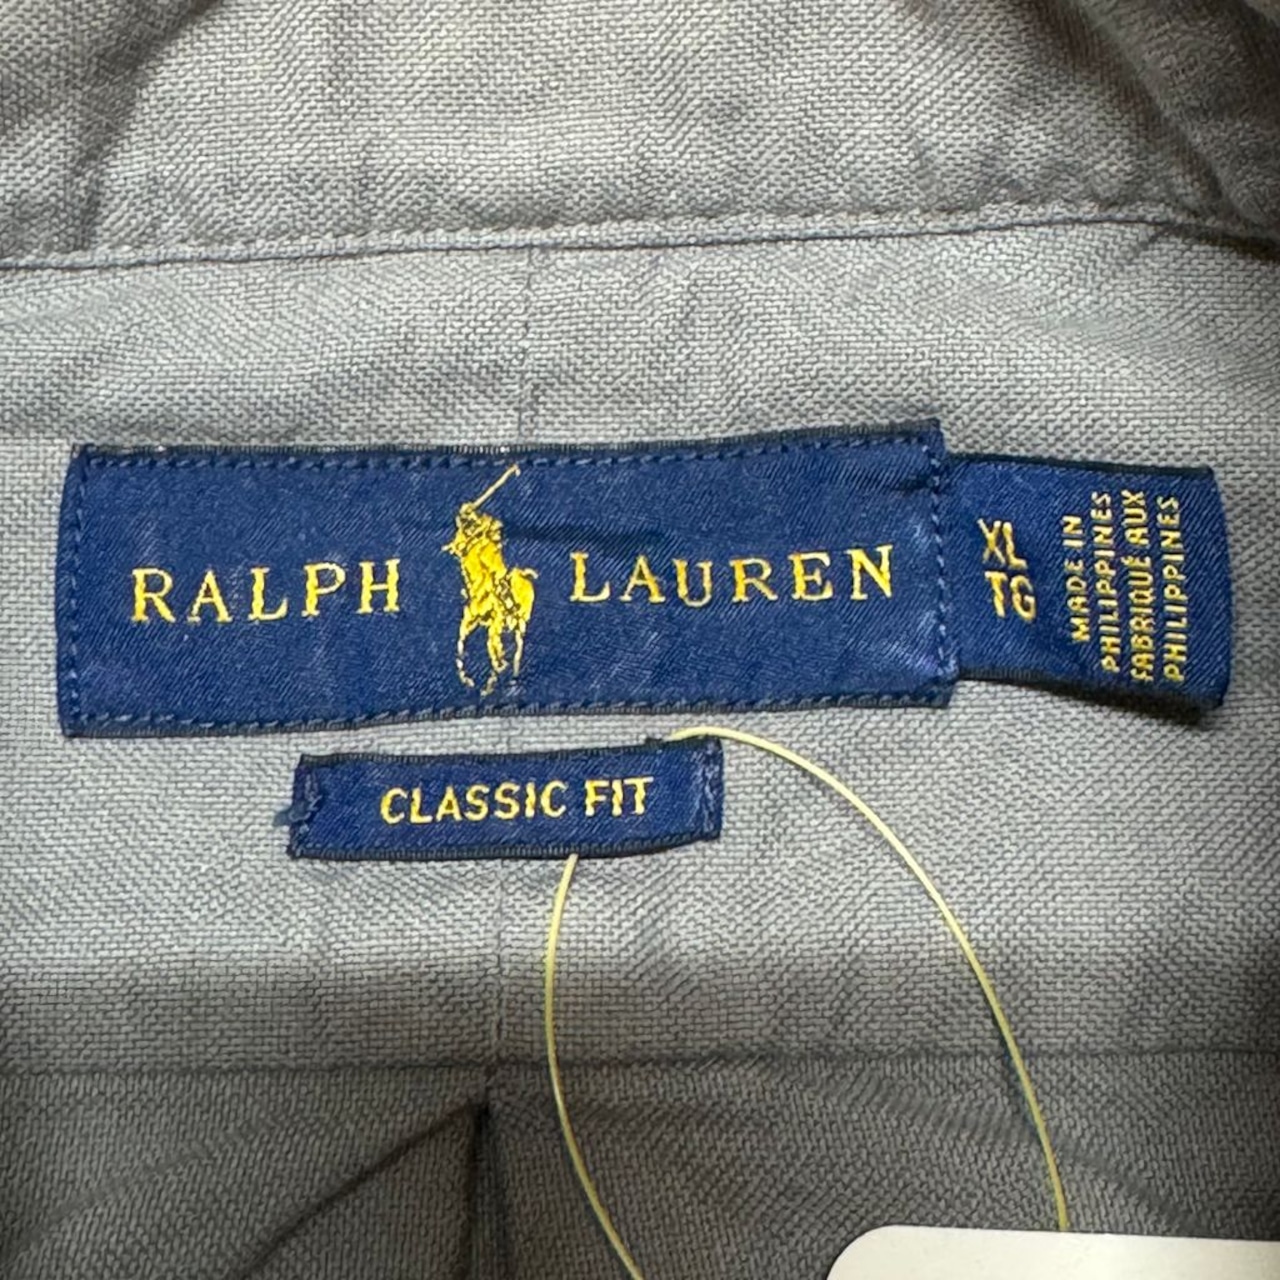 RALPH LAUREN
XL
TG
MADE IN
PHILIPPINES
FABRIQUÉ AUX
PHILIPPINES
CLASSIC FIT